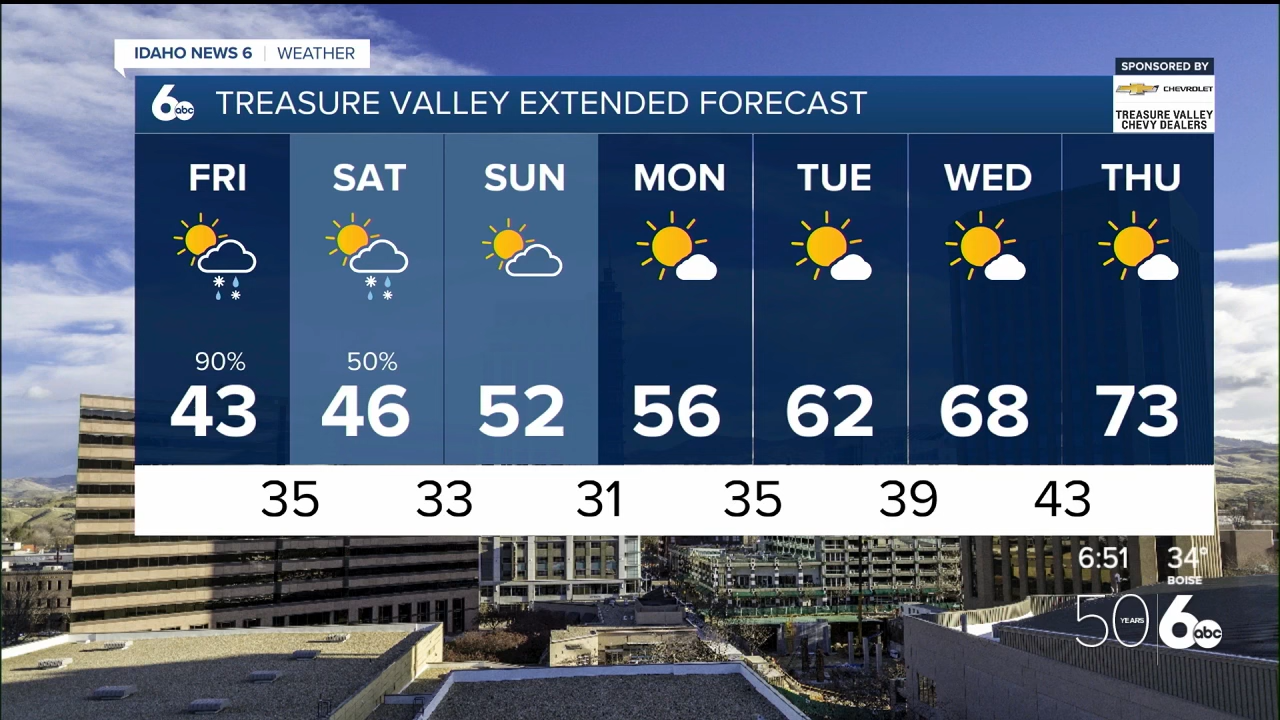 IDAHO NEWS 6 | WEATHER
SPONSORED BY
CHEVROLET
TREASURE VALLEY
CHEVY DEALERS
6abc TREASURE VALLEY EXTENDED FORECAST
FRI SAT SUN MON TUE WED THU
90% 50%
43 46 52 56 62 68 73
35 33 31 35 39 43
6:51 34°
BOISE
50 YEARS 6abc